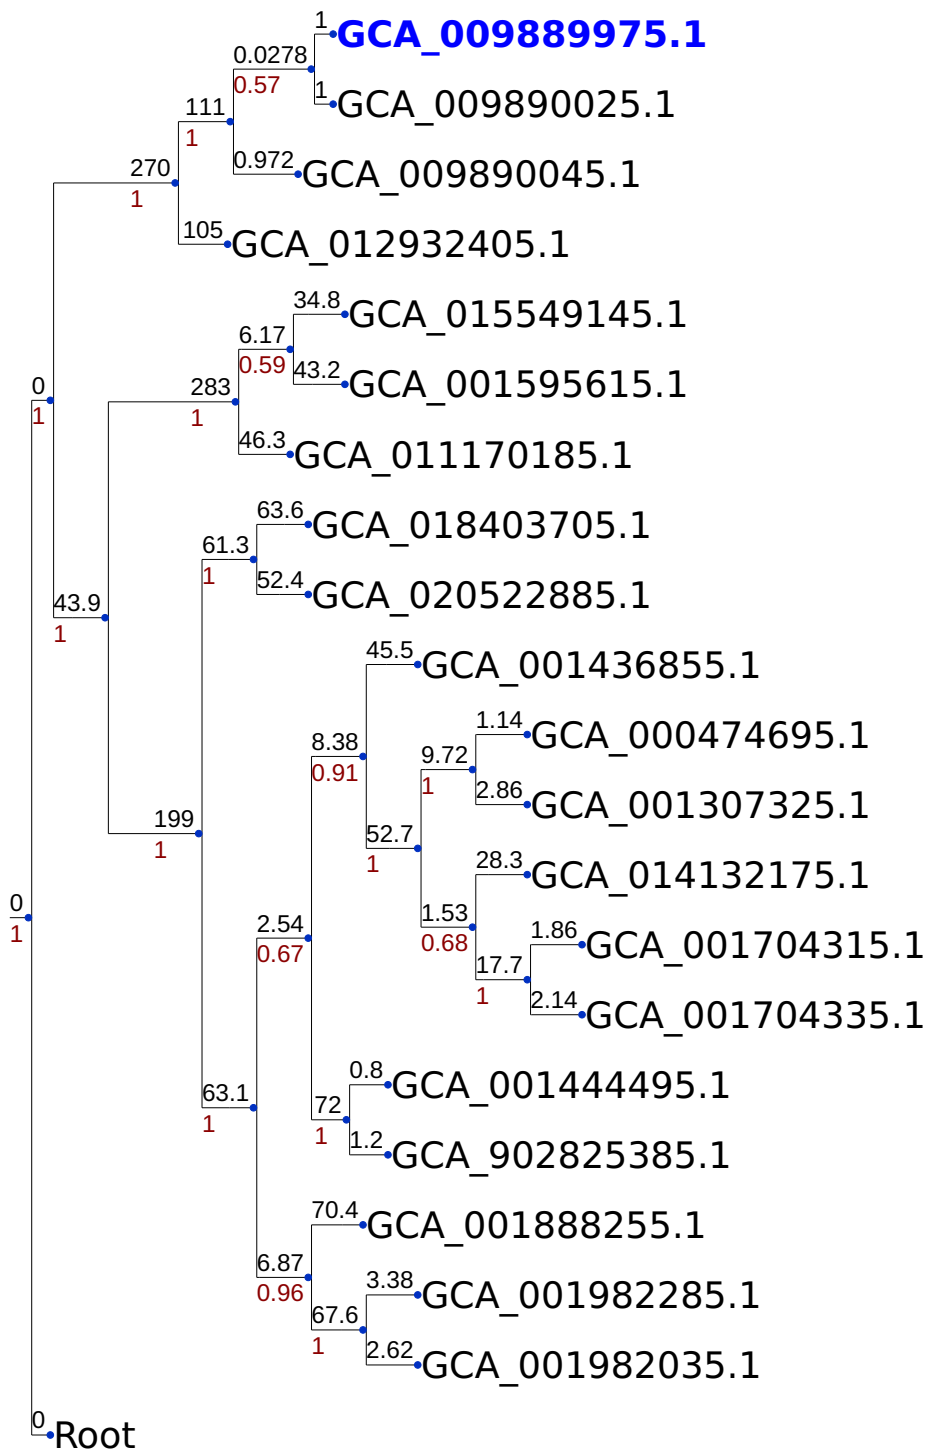 1
GCA_009889975.1
0.0278
0.57
1
GCA_009890025.1
111
1
0.972
GCA_009890045.1
270
1
105
GCA_012932405.1
34.8
GCA_015549145.1
6.17
0.59
43.2
GCA_001595615.1
283
1
46.3
GCA_011170185.1
0
1
63.6
GCA_018403705.1
61.3
1
52.4
GCA_020522885.1
43.9
1
45.5
GCA_001436855.1
8.38
0.91
1.14
GCA_000474695.1
9.72
1
2.86
GCA_001307325.1
199
1
52.7
1
28.3
GCA_014132175.1
0
1
2.54
0.67
1.53
0.68
1.86
GCA_001704315.1
17.7
1
2.14
GCA_001704335.1
63.1
1
0.8
GCA_001444495.1
72
1
1.2
GCA_902825385.1
70.4
GCA_001888255.1
6.87
0.96
3.38
GCA_001982285.1
67.6
1
2.62
GCA_001982035.1
0
Root